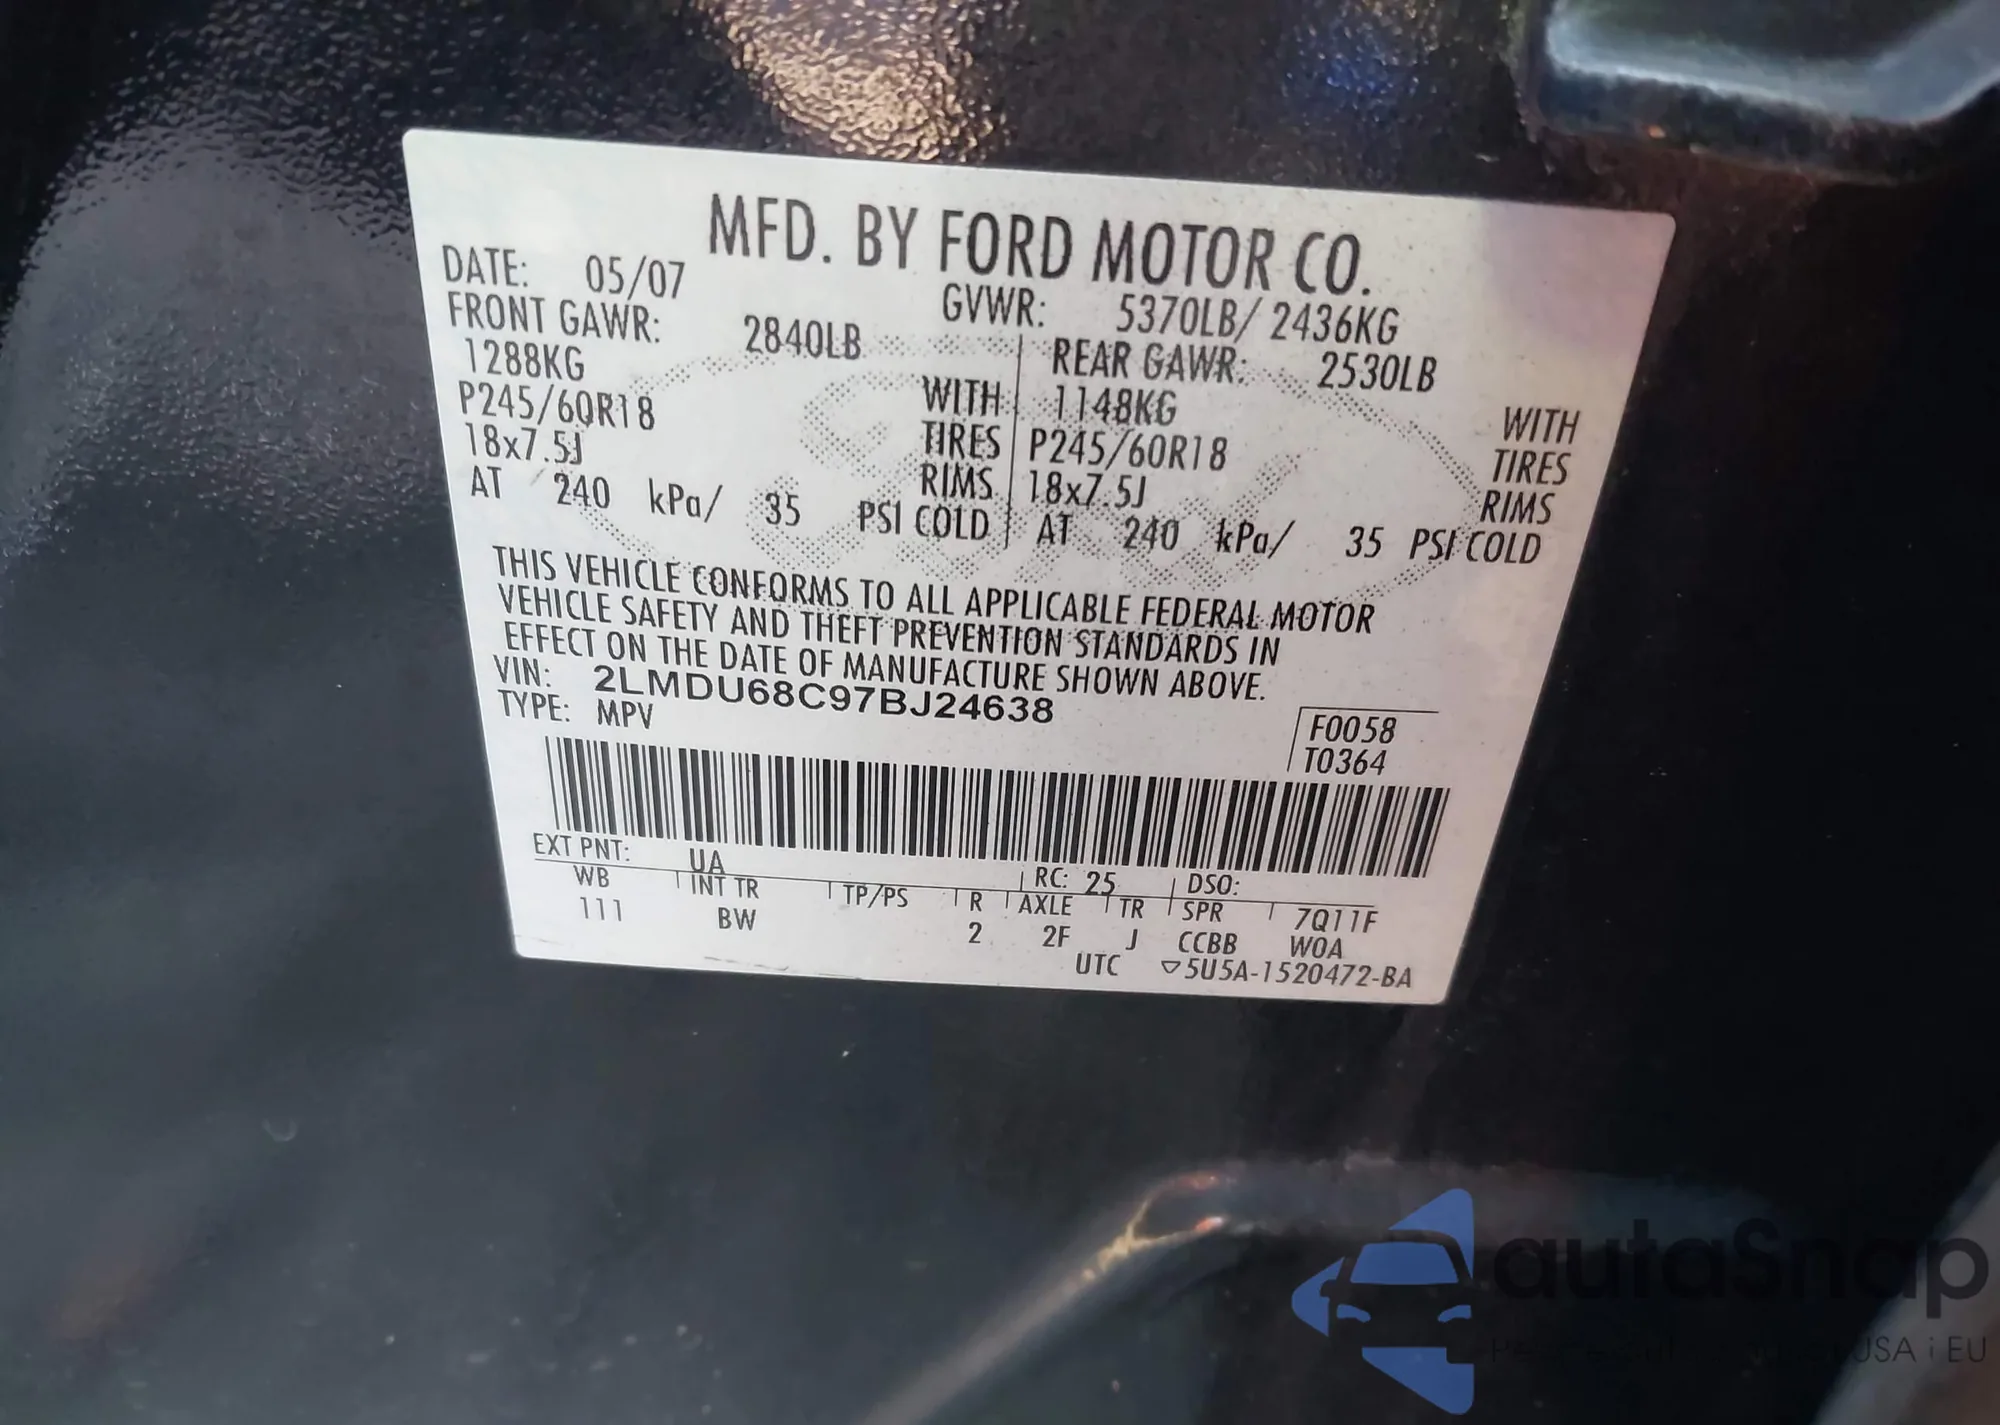 MFD. BY FORD MOTOR CO.
DATE: 05/07 GVWR: 5370LB/ 2436KG
FRONT GAWR: 2840LB REAR GAWR: 2530LB
1288KG WITH 1148KG WITH
P245/60R18 TIRES P245/60R18 TIRES
18x7.5J RIMS 18x7.5J RIMS
AT 240 kPa/ 35 PSI COLD AT 240 kPa/ 35 PSI COLD
THIS VEHICLE CONFORMS TO ALL APPLICABLE FEDERAL MOTOR
VEHICLE SAFETY AND THEFT PREVENTION STANDARDS IN
EFFECT ON THE DATE OF MANUFACTURE SHOWN ABOVE.
VIN: 2LMDU68C97BJ24638
TYPE: MPV
F0058
T0364
EXT PNT: UA RC: 25 DSO:
WB INT TR TP/PS R AXLE TR SPR 7Q11F
111 BW 2 2F J CCBB WOA
UTC ▽5U5A-1520472-BA
autaSnap
USA i EU